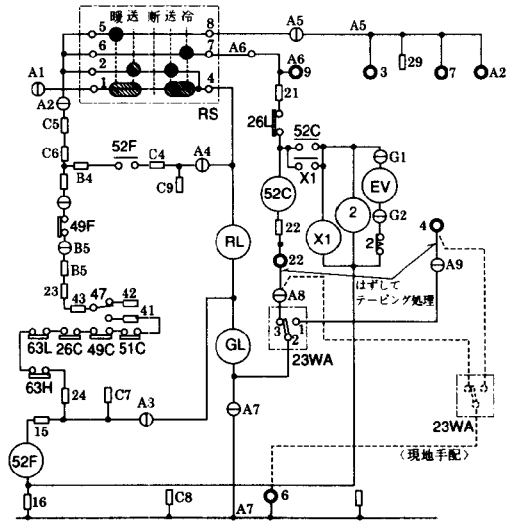 暖 送 断 送 冷
5
8
A5
A5
6
7
A6
A6
9
3
29
7
A2
2
A1
1
4
RS
21
A2
C5
26L
52C
C6
52F
C4
A4
X1
G1
B4
C9
52C
EV
49F
2
G2
RL
22
X1
2
4
B5
22
はずして
テーピング処理
A9
B5
23
43
47
42
A8
41
3
1
2
GL
63L
26C
49C
51C
23WA
63H
24
C7
A3
A7
23WA
15
(現地手配)
52F
16
C8
A7
6